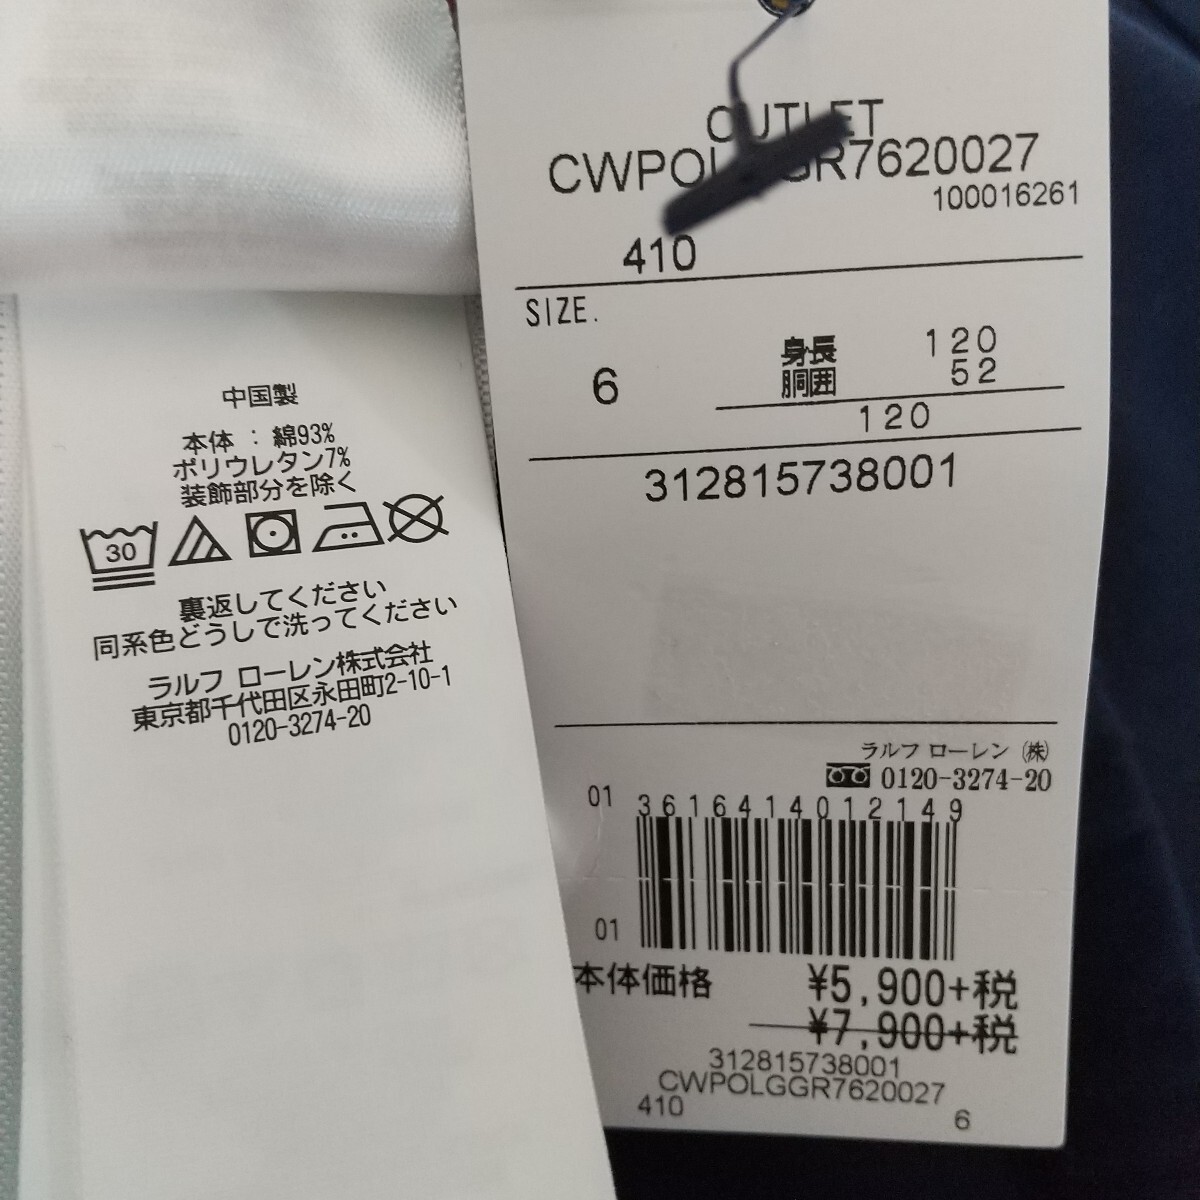 中国製
本体 : 綿93%
ポリウレタン7%
装飾部分を除く
30
裏返してください
同系色どうしで洗ってください
ラルフ ローレン株式会社
東京都千代田区永田町2-10-1
0120-3274-20
OUTLET
CWPOLGGR7620027
100016261
410
SIZE.
6
身長 120
胴囲 52
120
312815738001
ラルフ ローレン (株)
0120-3274-20
01
3616414012149
01
本体価格 ¥5,900+税
¥7,900+税
312815738001
CWPOLGGR7620027
410 6